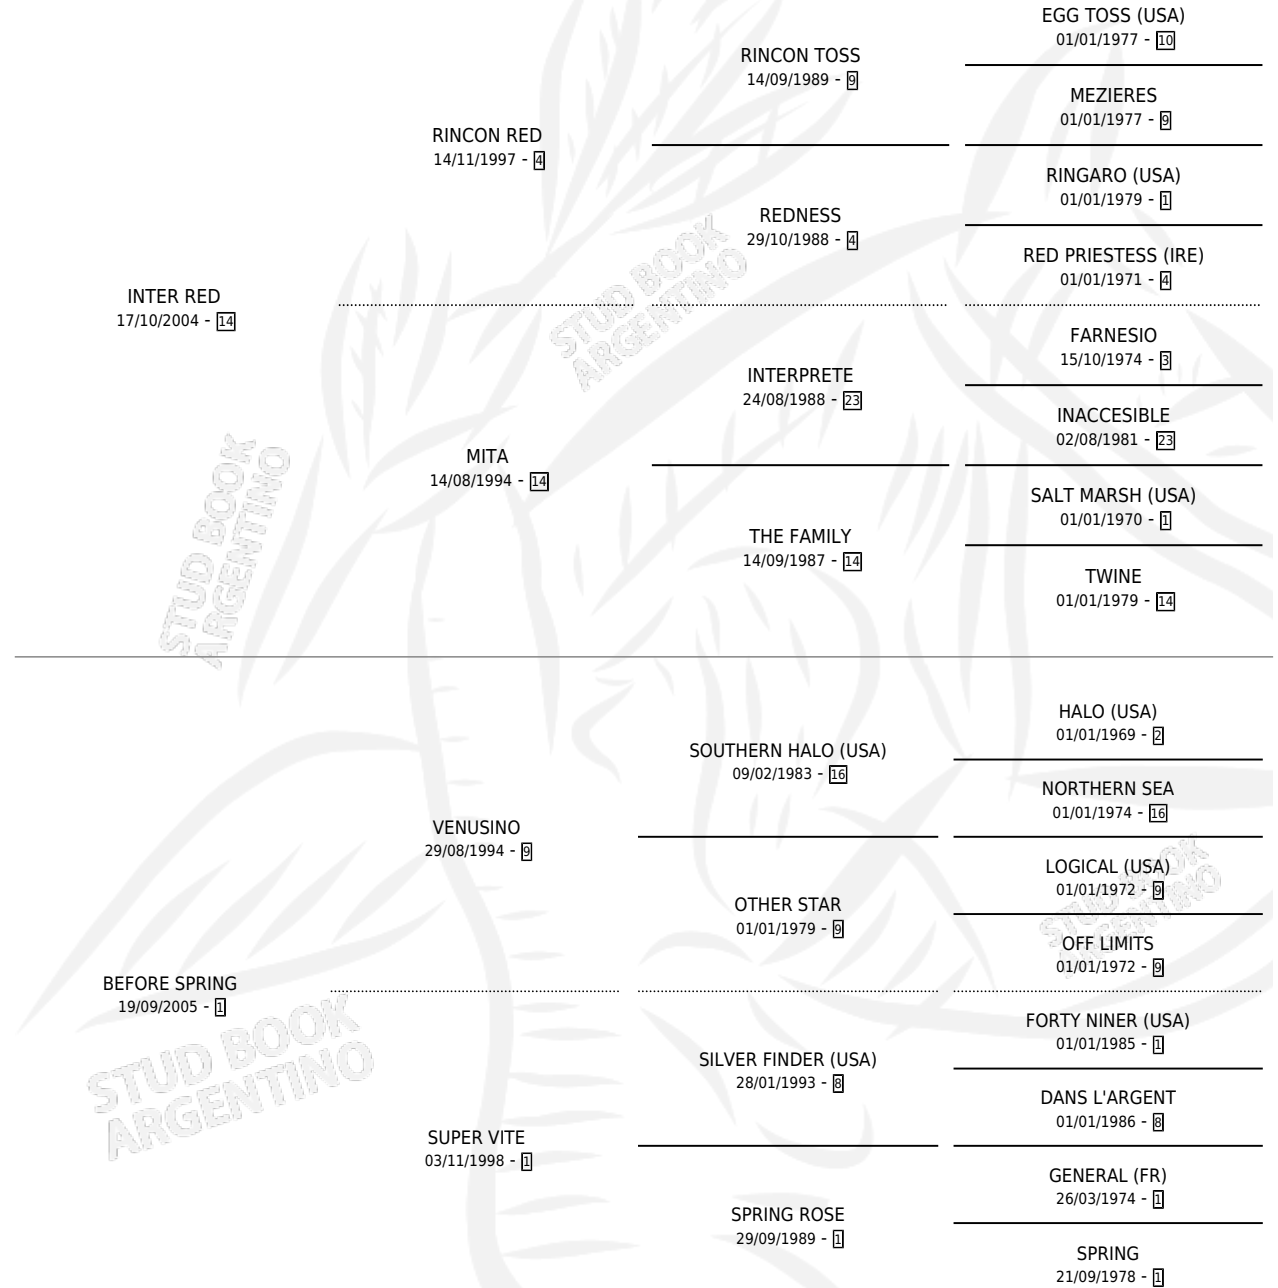 EGG TOSS (USA)
01/01/1977 - 10
RINCON TOSS
14/09/1989 - 9
MEZIERES
01/01/1977 - 9
RINCON RED
14/11/1997 - 4
RINGARO (USA)
01/01/1979 - 1
REDNESS
29/10/1988 - 4
RED PRIESTESS (IRE)
01/01/1971 - 4
INTER RED
17/10/2004 - 14
STUD BOOK
ARGENTINO
FARNESIO
15/10/1974 - 3
INTERPRETE
24/08/1988 - 23
INACCESIBLE
02/08/1981 - 23
MITA
14/08/1994 - 14
SALT MARSH (USA)
01/01/1970 - 1
THE FAMILY
14/09/1987 - 14
TWINE
01/01/1979 - 14
STUD BOOK
ARGENTINO
HALO (USA)
01/01/1969 - 2
SOUTHERN HALO (USA)
09/02/1983 - 16
NORTHERN SEA
01/01/1974 - 16
VENUSINO
29/08/1994 - 9
LOGICAL (USA)
01/01/1972 - 9
OTHER STAR
01/01/1979 - 9
OFF LIMITS
01/01/1972 - 9
STUD BOOK
ARGENTINO
BEFORE SPRING
19/09/2005 - 1
FORTY NINER (USA)
01/01/1985 - 1
SILVER FINDER (USA)
28/01/1993 - 8
DANS L'ARGENT
01/01/1986 - 8
STUD BOOK
ARGENTINO
SUPER VITE
03/11/1998 - 1
GENERAL (FR)
26/03/1974 - 1
SPRING ROSE
29/09/1989 - 1
SPRING
21/09/1978 - 1